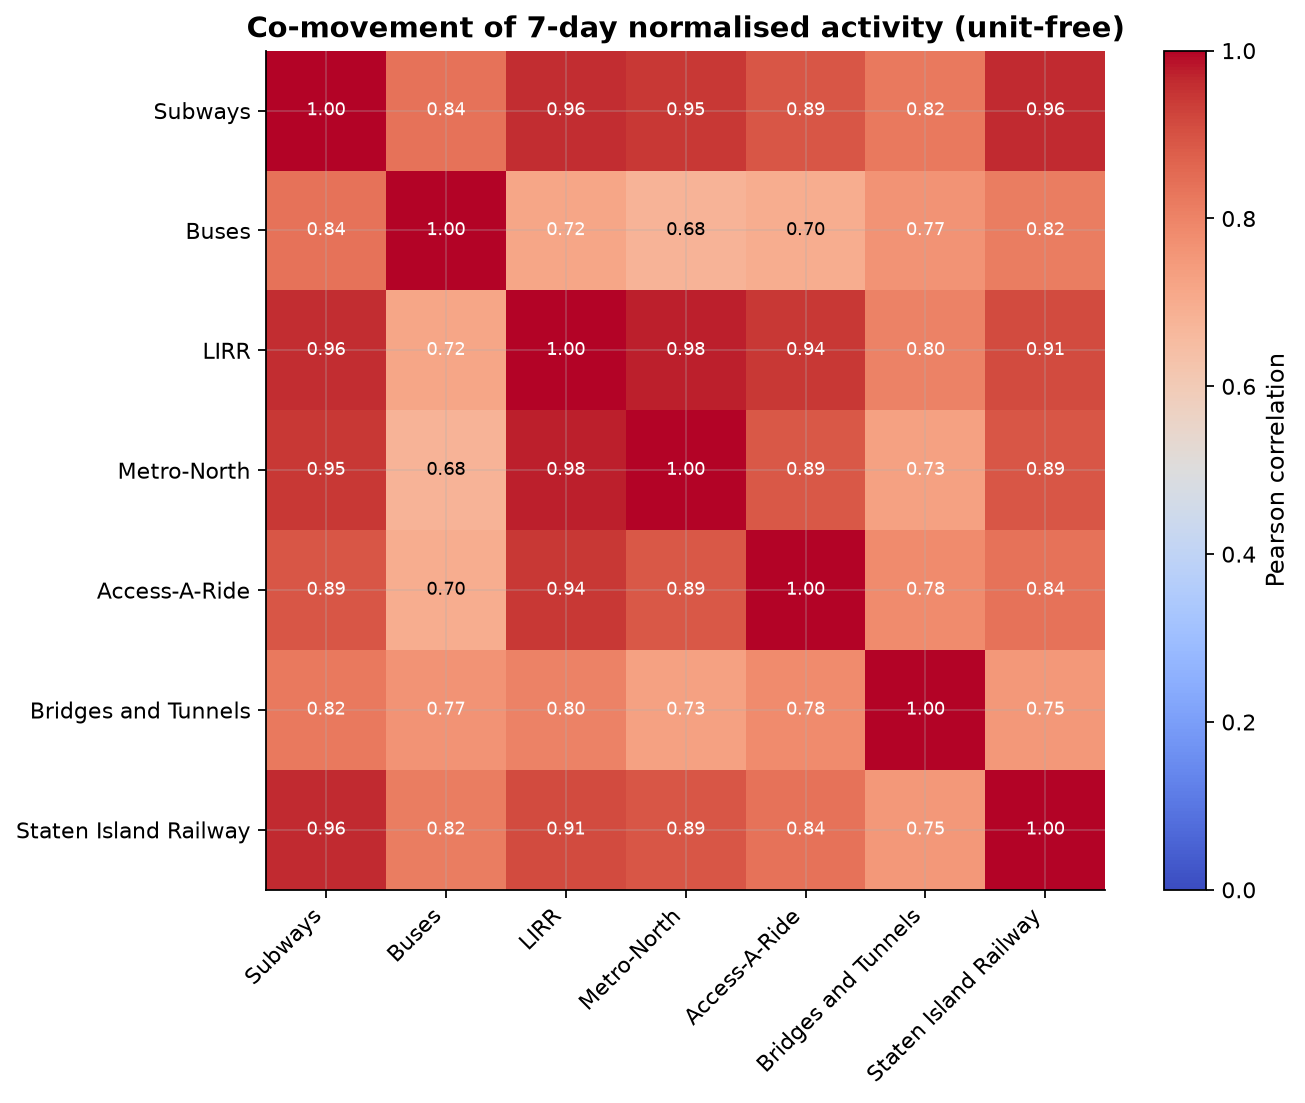 Co-movement of 7-day normalised activity (unit-free)
Subways 1.00 0.84 0.96 0.95 0.89 0.82 0.96
Buses 0.84 1.00 0.72 0.68 0.70 0.77 0.82
LIRR 0.96 0.72 1.00 0.98 0.94 0.80 0.91
Metro-North 0.95 0.68 0.98 1.00 0.89 0.73 0.89
Access-A-Ride 0.89 0.70 0.94 0.89 1.00 0.78 0.84
Bridges and Tunnels 0.82 0.77 0.80 0.73 0.78 1.00 0.75
Staten Island Railway 0.96 0.82 0.91 0.89 0.84 0.75 1.00
Subways
Buses
LIRR
Metro-North
Access-A-Ride
Bridges and Tunnels
Staten Island Railway
1.0
0.8
0.6
0.4
0.2
0.0
Pearson correlation